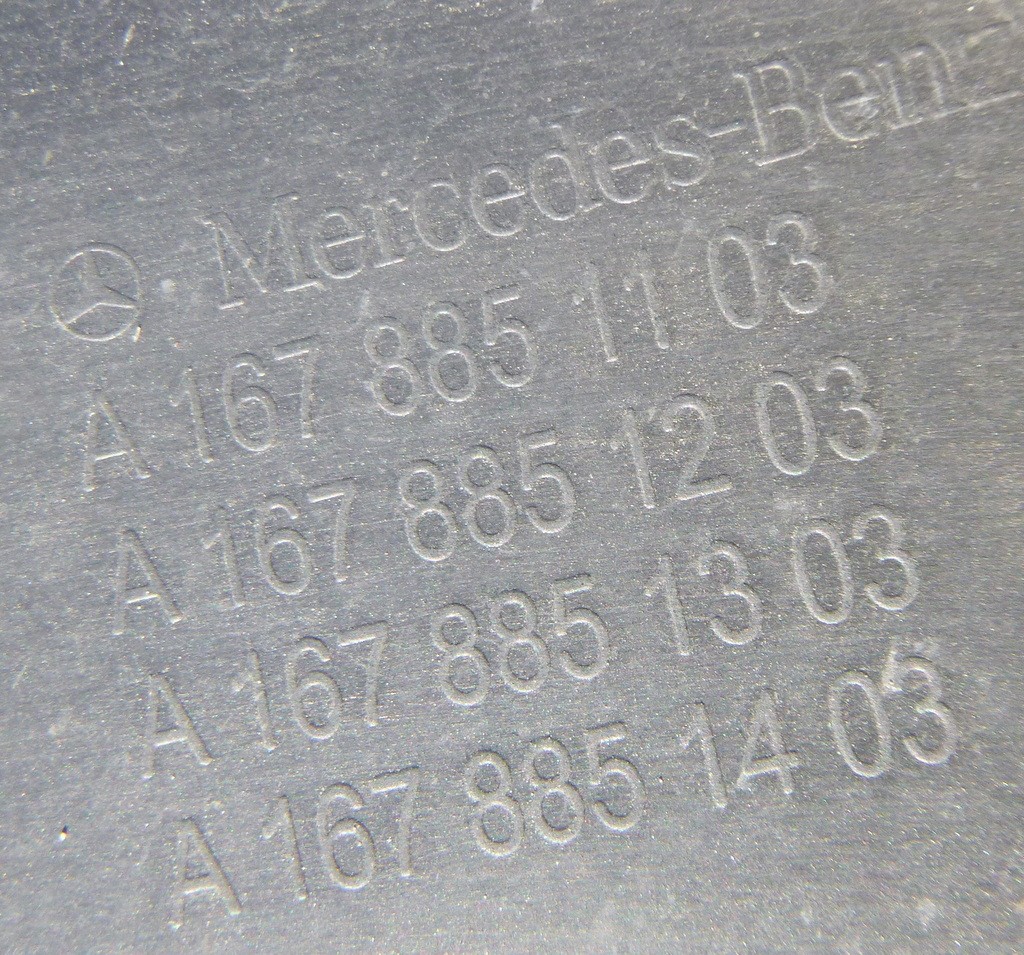 Mercedes-Benz
A 167 885 11 03
A 167 885 12 03
A 167 885 13 03
A 167 885 14 03